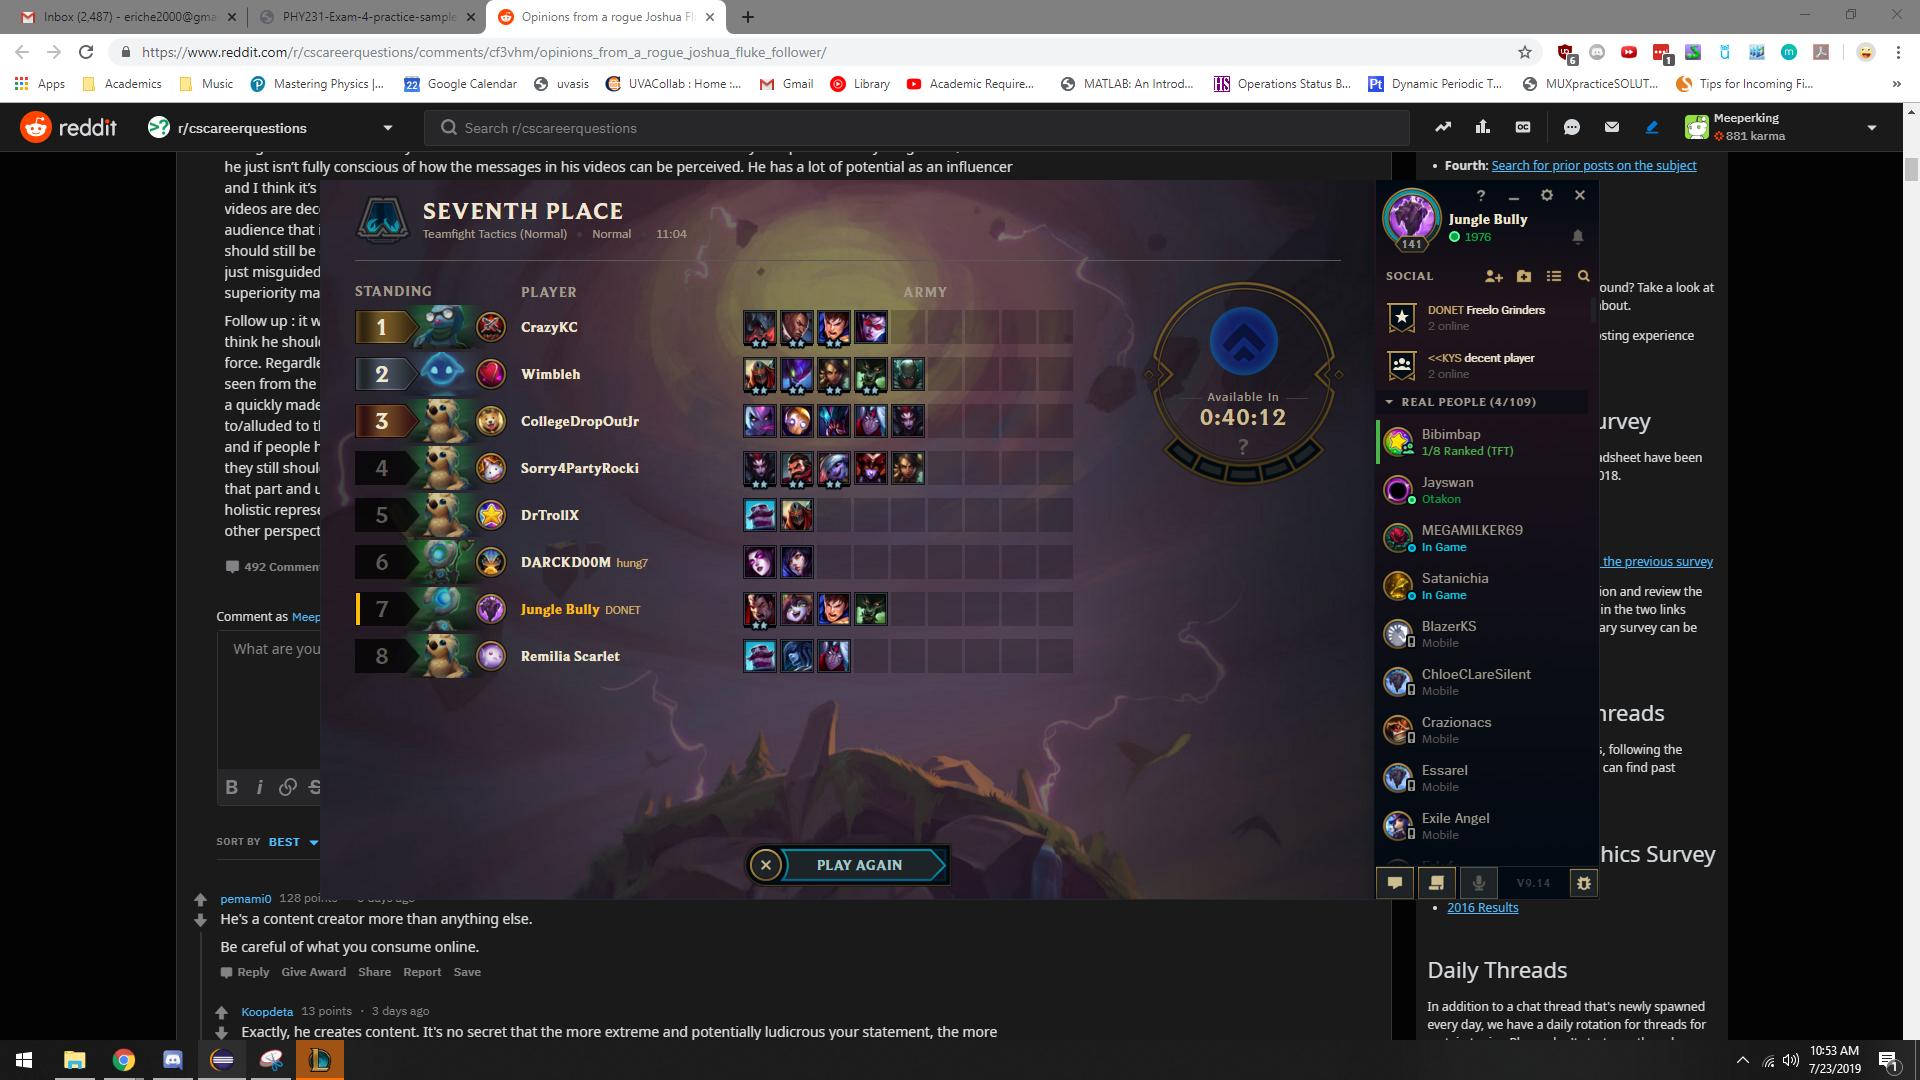 Inbox (2,487) - eriche2000@gma
PHY231-Exam-4-practice-sample
Opinions from a rogue Joshua Fl
https://www.reddit.com/r/cscareerquestions/comments/cf3vhm/opinions_from_a_rogue_joshua_fluke_follower/
6
1
Apps
Academics
Music
Mastering Physics |...
22
Google Calendar
uvasis
UVACollab : Home :...
Gmail
Library
Academic Require...
MATLAB: An Introd...
HS
Operations Status B...
Pt
Dynamic Periodic T...
MUXpracticeSOLUT...
Tips for Incoming Fi...
»
reddit
r/cscareerquestions
Search r/cscareerquestions
Meeperking
881 karma
he just isn't fully conscious of how the messages in his videos can be perceived. He has a lot of potential as an influencer
and I think it's
videos are dec
audience that i
should still be
just misguided
superiority ma
Follow up : it w
think he shoul
force. Regardle
seen from the
a quickly made
to/alluded to th
and if people h
they still shoul
that part and u
holistic represe
other perspect
492 Commen
Comment as Meep
What are you
B i S
SORT BY BEST
SEVENTH PLACE
Teamfight Tactics (Normal) Normal 11:04
STANDING PLAYER ARMY
1 CrazyKC
2 Wimbleh
3 CollegeDropOutJr
4 Sorry4PartyRocki
5 DrTrollX
6 DARCKD00M hung7
7 Jungle Bully DONET
8 Remilia Scarlet
Available In
0:40:12
?
PLAY AGAIN
?
Jungle Bully
1976
141
SOCIAL
DONET Freelo Grinders
2 online
<<KYS decent player
2 online
REAL PEOPLE (4/109)
Bibimbap
1/8 Ranked (TFT)
Jayswan
Otakon
MEGAMILKER69
In Game
Satanichia
In Game
BlazerKS
Mobile
ChloeCLareSilent
Mobile
Crazionacs
Mobile
Essarel
Mobile
Exile Angel
Mobile
V9.14
Fourth: Search for prior posts on the subject
ound? Take a look at
bout.
sting experience
urvey
dsheet have been
018.
the previous survey
ion and review the
in the two links
ary survey can be
hreads
s, following the
can find past
hics Survey
2016 Results
Daily Threads
In addition to a chat thread that's newly spawned
every day, we have a daily rotation for threads for
pemami0 128 points
He's a content creator more than anything else.
Be careful of what you consume online.
Reply Give Award Share Report Save
Koopdeta 13 points · 3 days ago
Exactly, he creates content. It's no secret that the more extreme and potentially ludicrous your statement, the more
10:53 AM
7/23/2019
1